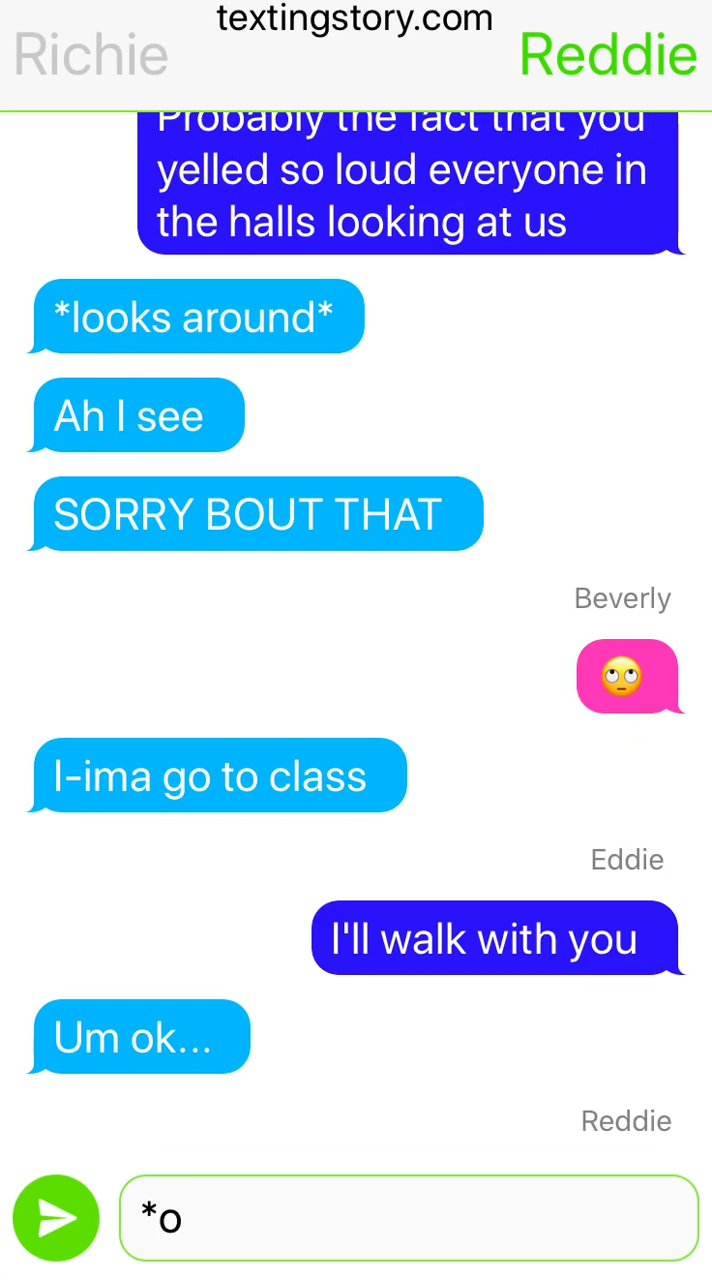 textingstory.com
Richie
Reddie
Probably the fact that you
yelled so loud everyone in
the halls looking at us
*looks around*
Ah I see
SORRY BOUT THAT
Beverly
I-ima go to class
Eddie
I'll walk with you
Um ok...
Reddie
*o